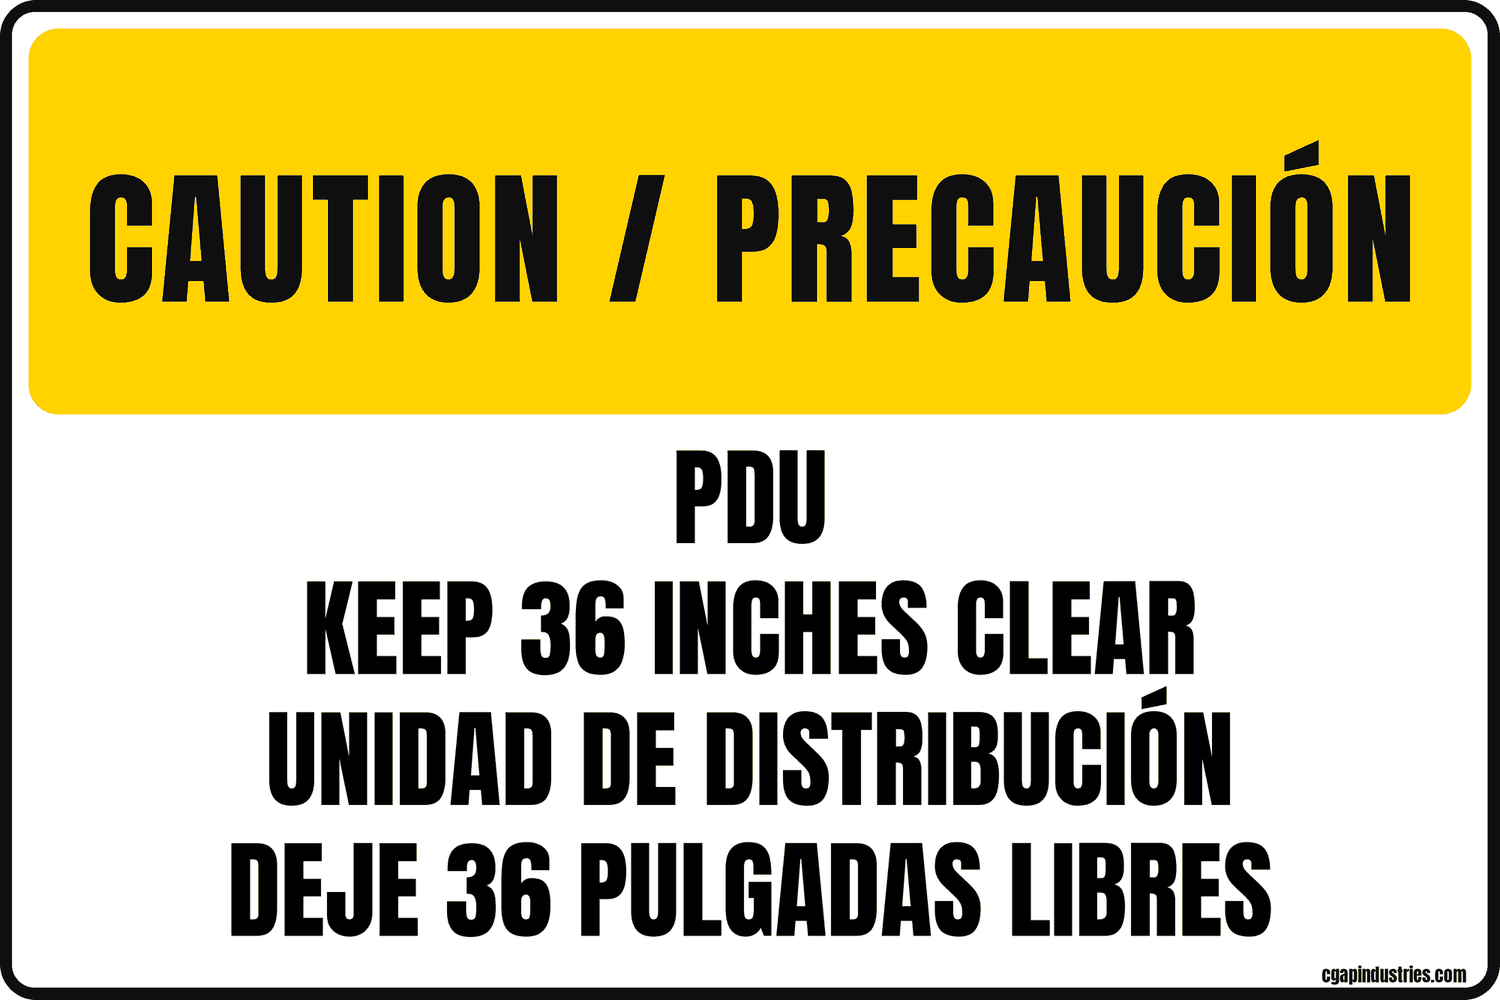 CAUTION / PRECAUCIÓN
PDU
KEEP 36 INCHES CLEAR
UNIDAD DE DISTRIBUCIÓN
DEJE 36 PULGADAS LIBRES
cgapindustries.com